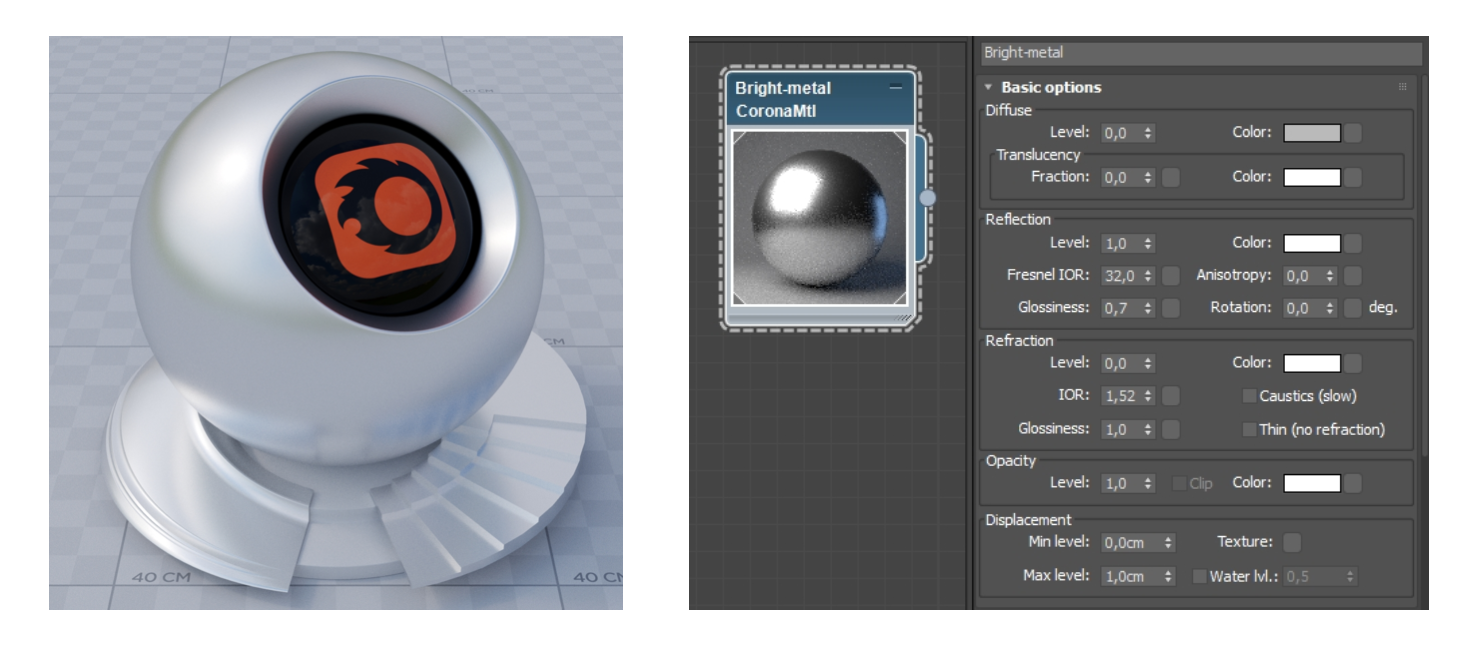 40 CM
CM
40 CM
40 CM
Bright-metal
CoronaMtl
Bright-metal
Basic options
Diffuse
Level: 0,0 Color:
Translucency
Fraction: 0,0 Color:
Reflection
Level: 1,0 Color:
Fresnel IOR: 32,0 Anisotropy: 0,0
Glossiness: 0,7 Rotation: 0,0 deg.
Refraction
Level: 0,0 Color:
IOR: 1,52 Caustics (slow)
Glossiness: 1,0 Thin (no refraction)
Opacity
Level: 1,0 Clip Color:
Displacement
Min level: 0,0cm Texture:
Max level: 1,0cm Water lvl.: 0,5